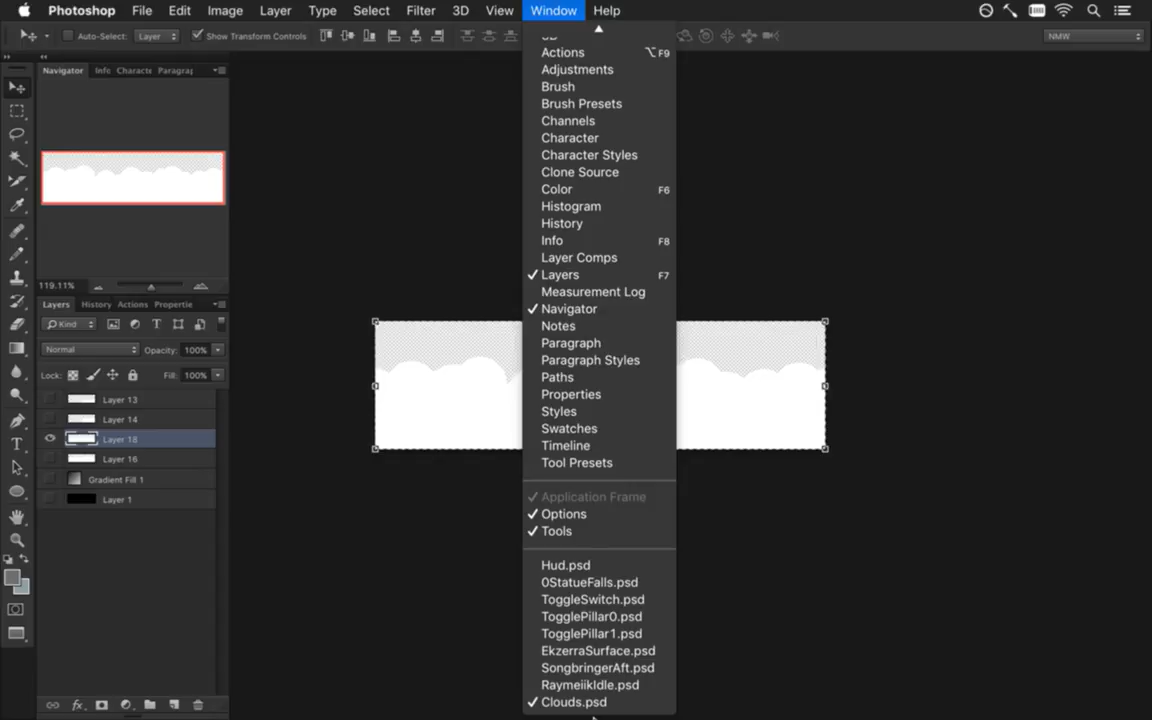 Photoshop File Edit Image Layer Type Select Filter 3D View Window Help
Auto-Select: Layer Show Transform Controls NMW
Navigator Info Characte Paragrap
119.11%
Layers History Actions Propertie
Kind
Normal Opacity: 100%
Lock: Fill: 100%
Layer 13
Layer 14
Layer 18
Layer 16
Gradient Fill 1
Layer 1
Actions ⌥F9
Adjustments
Brush
Brush Presets
Channels
Character
Character Styles
Clone Source
Color F6
Histogram
History
Info F8
Layer Comps
✓ Layers F7
Measurement Log
✓ Navigator
Notes
Paragraph
Paragraph Styles
Paths
Properties
Styles
Swatches
Timeline
Tool Presets
✓ Application Frame
✓ Options
✓ Tools
Hud.psd
0StatueFalls.psd
ToggleSwitch.psd
TogglePillar0.psd
TogglePillar1.psd
EkzerraSurface.psd
SongbringerAft.psd
RaymeiikIdle.psd
✓ Clouds.psd